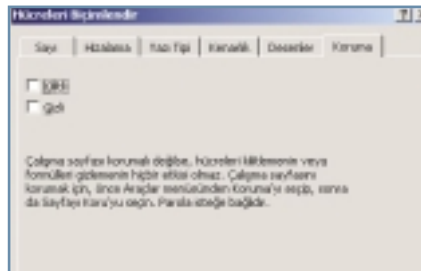 Hücreleri Biçimlendir
Sayı Hizalama Yazı Tipi Kenarlık Desenler Koruma
Kilitli
Gizli
Çalışma sayfası korumalı değilse, hücreleri kilitlemenin veya
formülleri gizlemenin hiçbir etkisi olmaz. Çalışma sayfasını
korumak için, önce Araçlar menüsünden Koruma'yı seçip, sonra
da Sayfayı Koru'yu seçin. Parola isteğe bağlıdır.